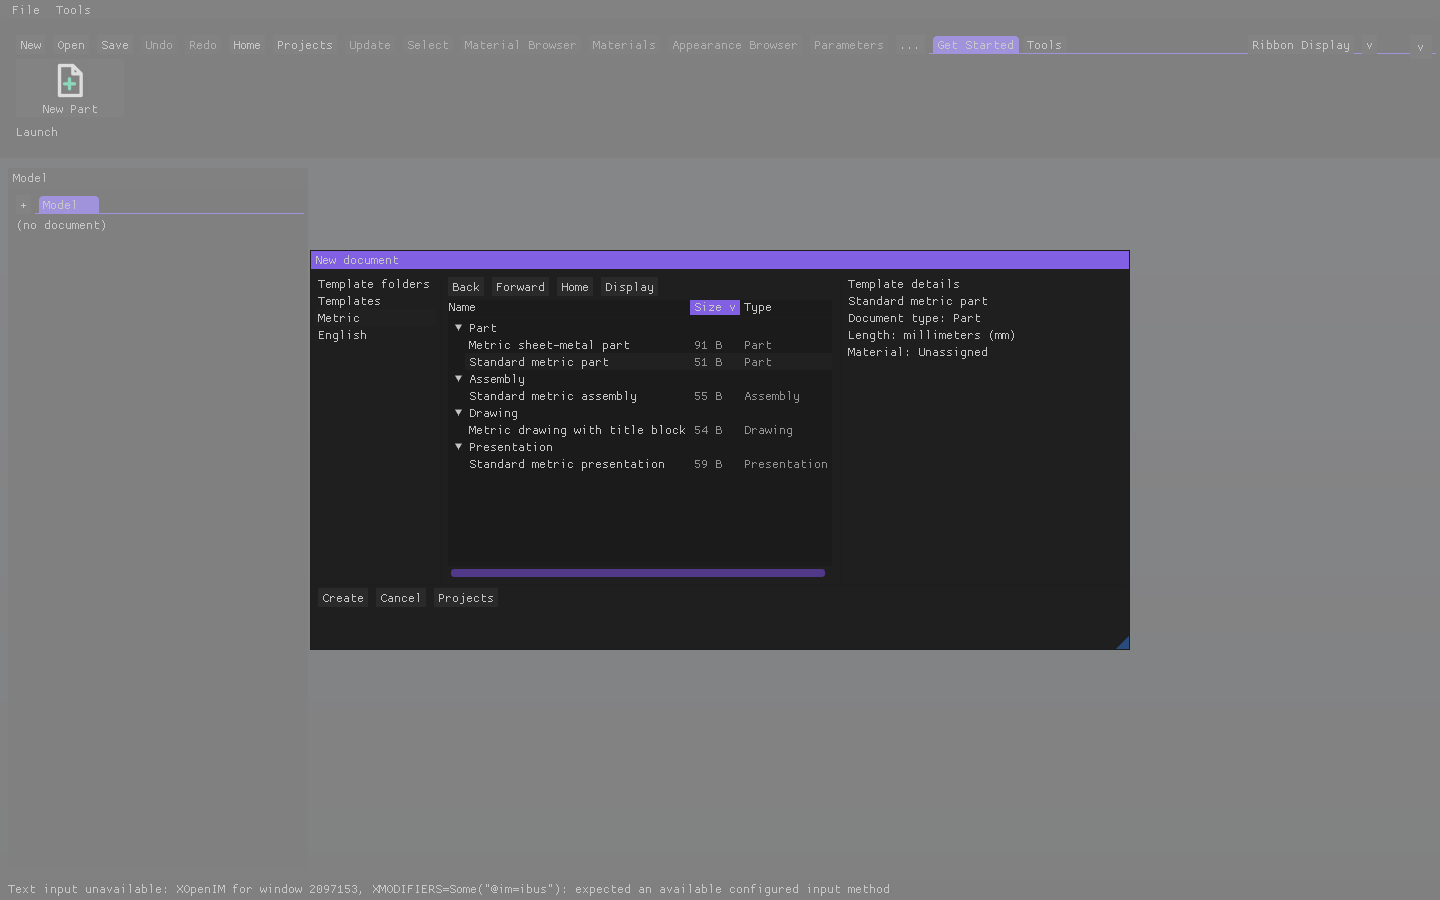 File Tools
New Open Save Undo Redo Home Projects Update Select Material Browser Materials Appearance Browser Parameters ... Get Started Tools Ribbon Display v v
New Part
Launch
Model
+ Model
(no document)
New document
Template folders
Templates
Metric
English
Back Forward Home Display
Name Size v Type
▼ Part
Metric sheet-metal part 91 B Part
Standard metric part 51 B Part
▼ Assembly
Standard metric assembly 55 B Assembly
▼ Drawing
Metric drawing with title block 54 B Drawing
▼ Presentation
Standard metric presentation 59 B Presentation
Template details
Standard metric part
Document type: Part
Length: millimeters (mm)
Material: Unassigned
Create Cancel Projects
Text input unavailable: XOpenIM for window 2097153, XMODIFIERS=Some("@im=ibus"): expected an available configured input method